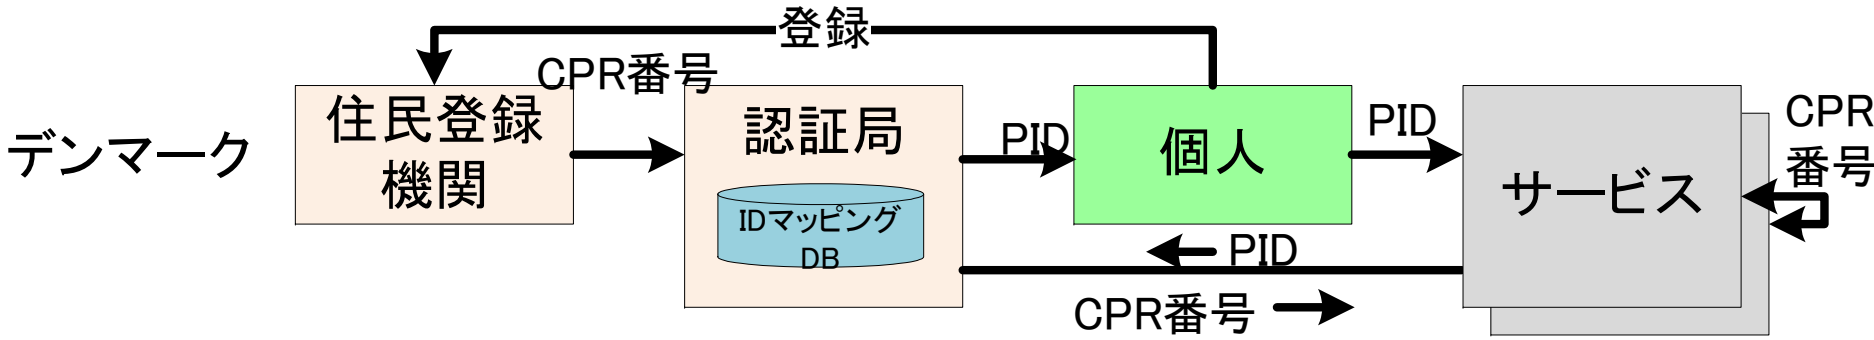 登録
CPR番号
デンマーク
住民登録
機関
認証局
IDマッピング
DB
PID
個人
PID
サービス
CPR
番号
PID
CPR番号